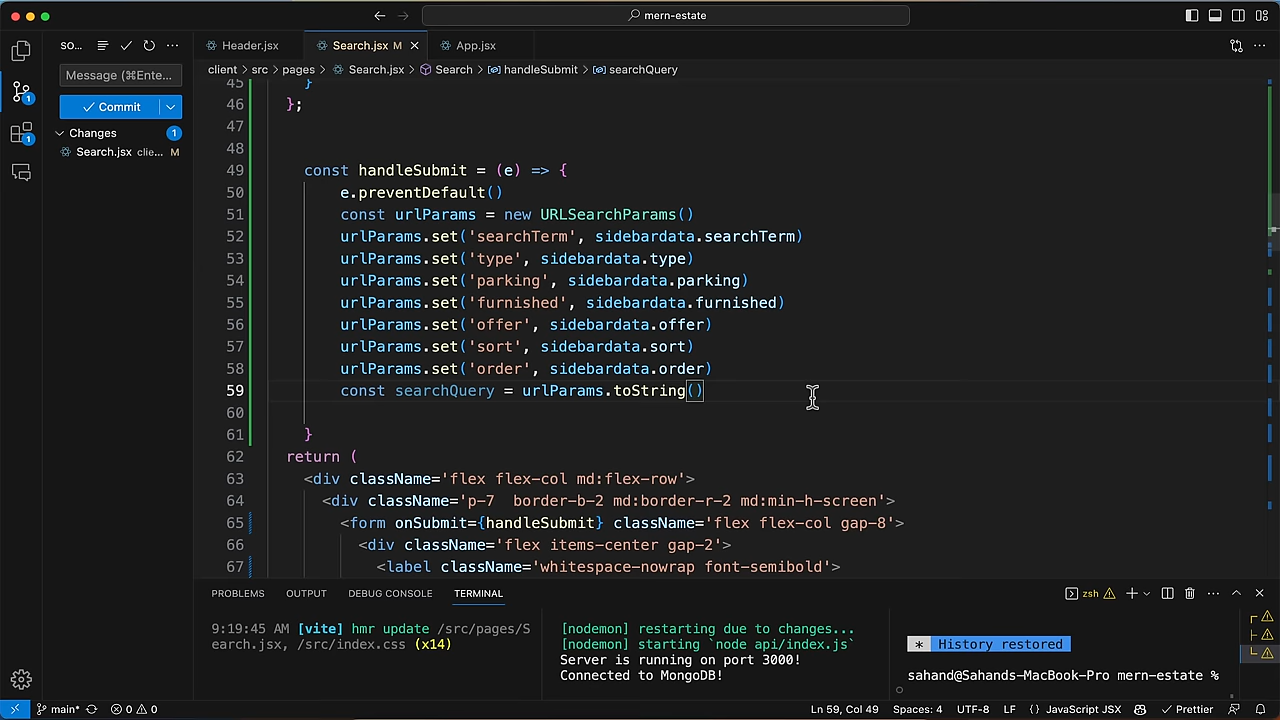 mern-estate
SO...
Header.jsx
Search.jsx M
App.jsx
client > src > pages > Search.jsx > Search > handleSubmit > searchQuery
Message (⌘Ente...
Commit
Changes 1
Search.jsx clie... M
1
1
45 }
46 };
47
48
49 const handleSubmit = (e) => {
50 e.preventDefault()
51 const urlParams = new URLSearchParams()
52 urlParams.set('searchTerm', sidebardata.searchTerm)
53 urlParams.set('type', sidebardata.type)
54 urlParams.set('parking', sidebardata.parking)
55 urlParams.set('furnished', sidebardata.furnished)
56 urlParams.set('offer', sidebardata.offer)
57 urlParams.set('sort', sidebardata.sort)
58 urlParams.set('order', sidebardata.order)
59 const searchQuery = urlParams.toString()
60
61 }
62 return (
63 <div className='flex flex-col md:flex-row'>
64 <div className='p-7  border-b-2 md:border-r-2 md:min-h-screen'>
65 <form onSubmit={handleSubmit} className='flex flex-col gap-8'>
66 <div className='flex items-center gap-2'>
67 <label className='whitespace-nowrap font-semibold'>
PROBLEMS OUTPUT DEBUG CONSOLE TERMINAL
zsh
9:19:45 AM [vite] hmr update /src/pages/S
earch.jsx, /src/index.css (x14)
[nodemon] restarting due to changes...
[nodemon] starting `node api/index.js`
Server is running on port 3000!
Connected to MongoDB!
* History restored
sahand@Sahands-MacBook-Pro mern-estate %
main* 0 0 Ln 59, Col 49 Spaces: 4 UTF-8 LF {} JavaScript JSX Prettier